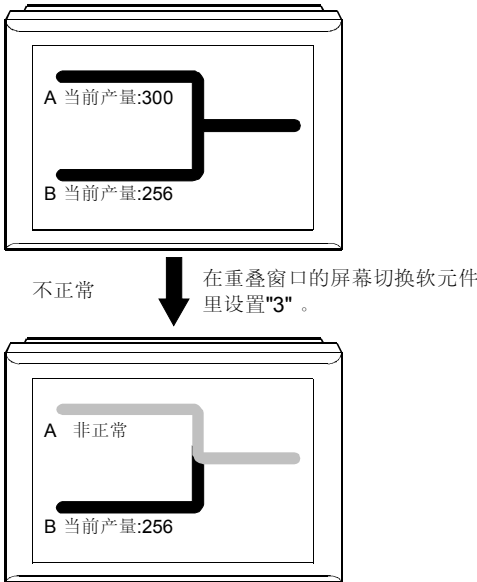 A 当前产量:300
B 当前产量:256
不正常
在重叠窗口的屏幕切换软元件
里设置"3" 。
A 非正常
B 当前产量:256